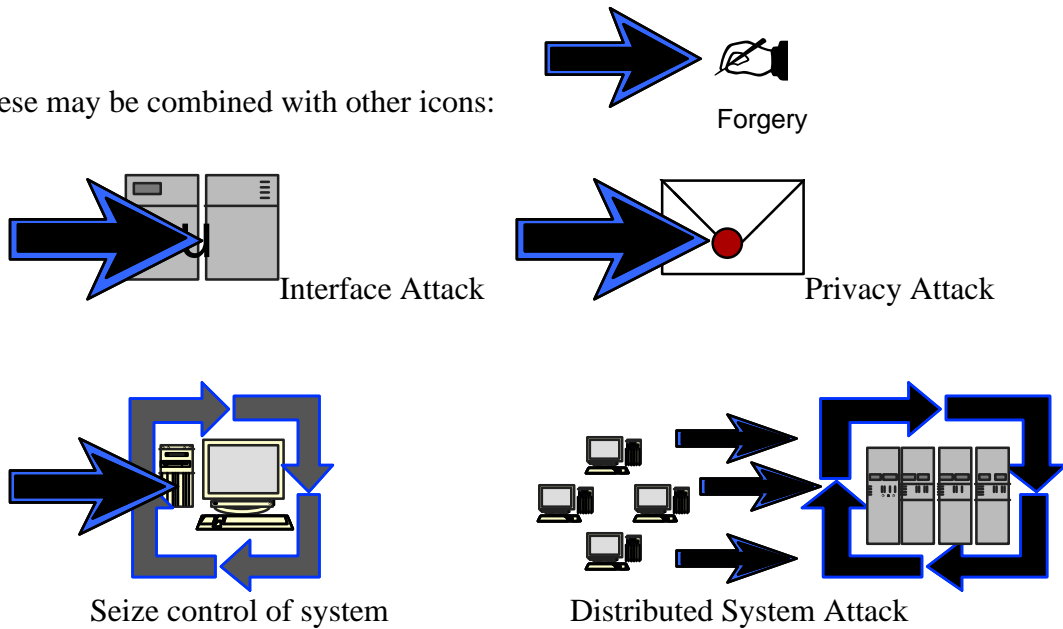 ese may be combined with other icons:
Forgery
Interface Attack
Privacy Attack
Seize control of system
Distributed System Attack